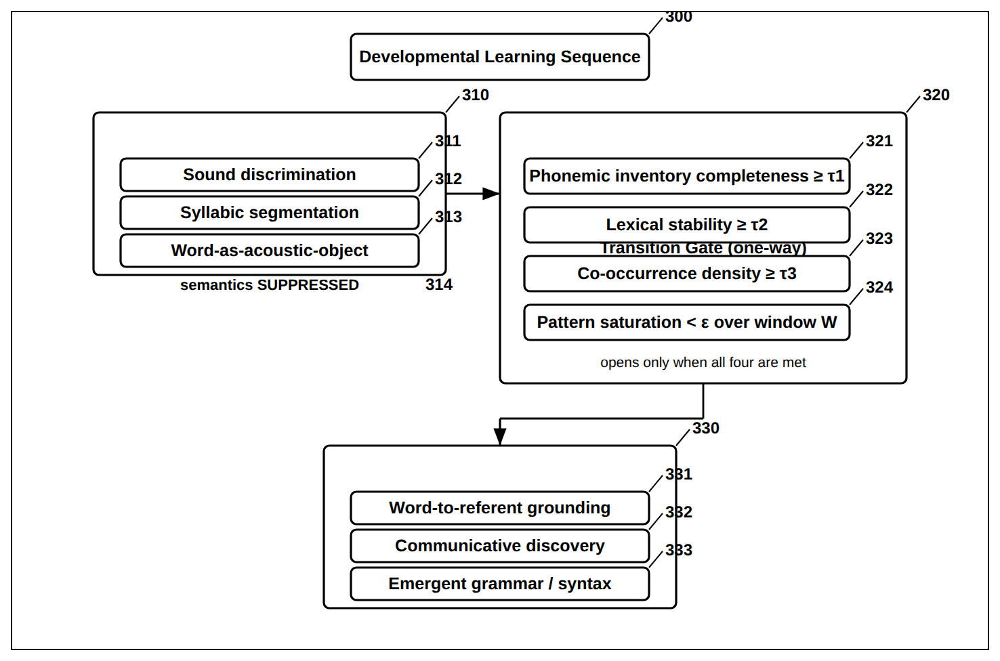 300
Developmental Learning Sequence
310
320
311
Sound discrimination
312
Syllabic segmentation
313
Word-as-acoustic-object
semantics SUPPRESSED
314
321
Phonemic inventory completeness ≥ τ1
322
Lexical stability ≥ τ2
Transition Gate (one-way)
323
Co-occurrence density ≥ τ3
324
Pattern saturation < ε over window W
opens only when all four are met
330
331
Word-to-referent grounding
332
Communicative discovery
333
Emergent grammar / syntax